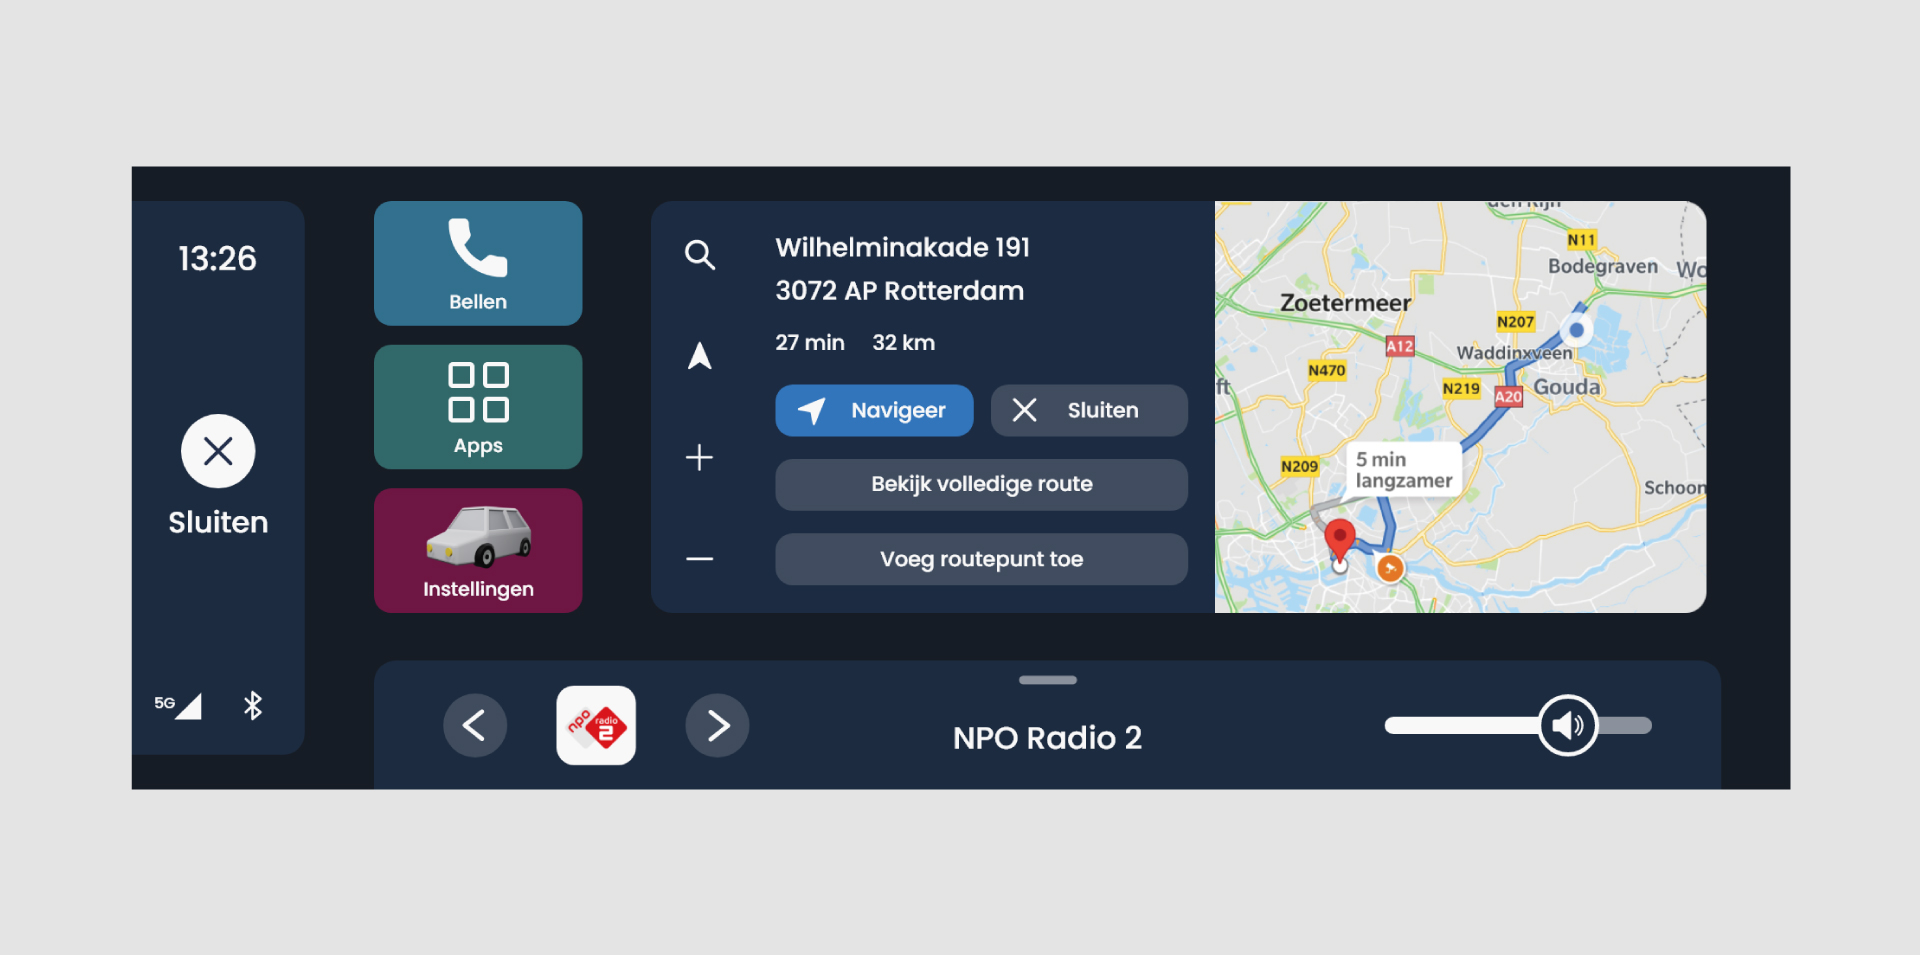 13:26
Sluiten
5G
Bellen
Apps
Instellingen
Wilhelminakade 191
3072 AP Rotterdam
27 min 32 km
Navigeer
Sluiten
Bekijk volledige route
Voeg routepunt toe
N11
Bodegraven
Zoetermeer
N207
A12
Waddinxveen
N470
N219
A20
Gouda
5 min
langzamer
N209
Schoon
npo
radio
2
NPO Radio 2